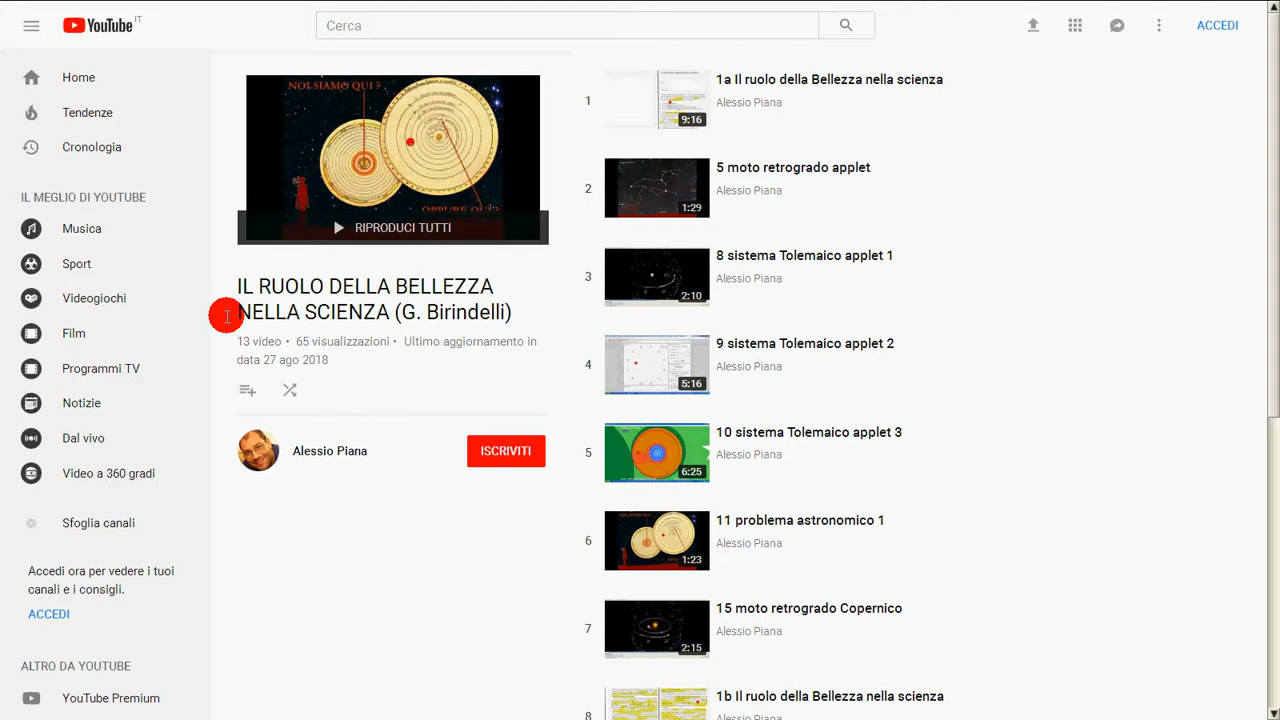 YouTube IT
Cerca
ACCEDI
Home
Tendenze
Cronologia
IL MEGLIO DI YOUTUBE
Musica
Sport
Videogiochi
Film
Programmi TV
Notizie
Dal vivo
Video a 360 gradi
Sfoglia canali
Accedi ora per vedere i tuoi
canali e i consigli.
ACCEDI
ALTRO DA YOUTUBE
YouTube Premium
NOI SIAMO QUI ?
OPPURE QUI ?
RIPRODUCI TUTTI
IL RUOLO DELLA BELLEZZA
NELLA SCIENZA (G. Birindelli)
13 video • 65 visualizzazioni • Ultimo aggiornamento in
data 27 ago 2018
Alessio Piana
ISCRIVITI
1
9:16
1a Il ruolo della Bellezza nella scienza
Alessio Piana
2
1:29
5 moto retrogrado applet
Alessio Piana
3
2:10
8 sistema Tolemaico applet 1
Alessio Piana
4
5:16
9 sistema Tolemaico applet 2
Alessio Piana
5
6:25
10 sistema Tolemaico applet 3
Alessio Piana
6
1:23
11 problema astronomico 1
Alessio Piana
7
2:15
15 moto retrogrado Copernico
Alessio Piana
8
1b Il ruolo della Bellezza nella scienza
Alessio Piana